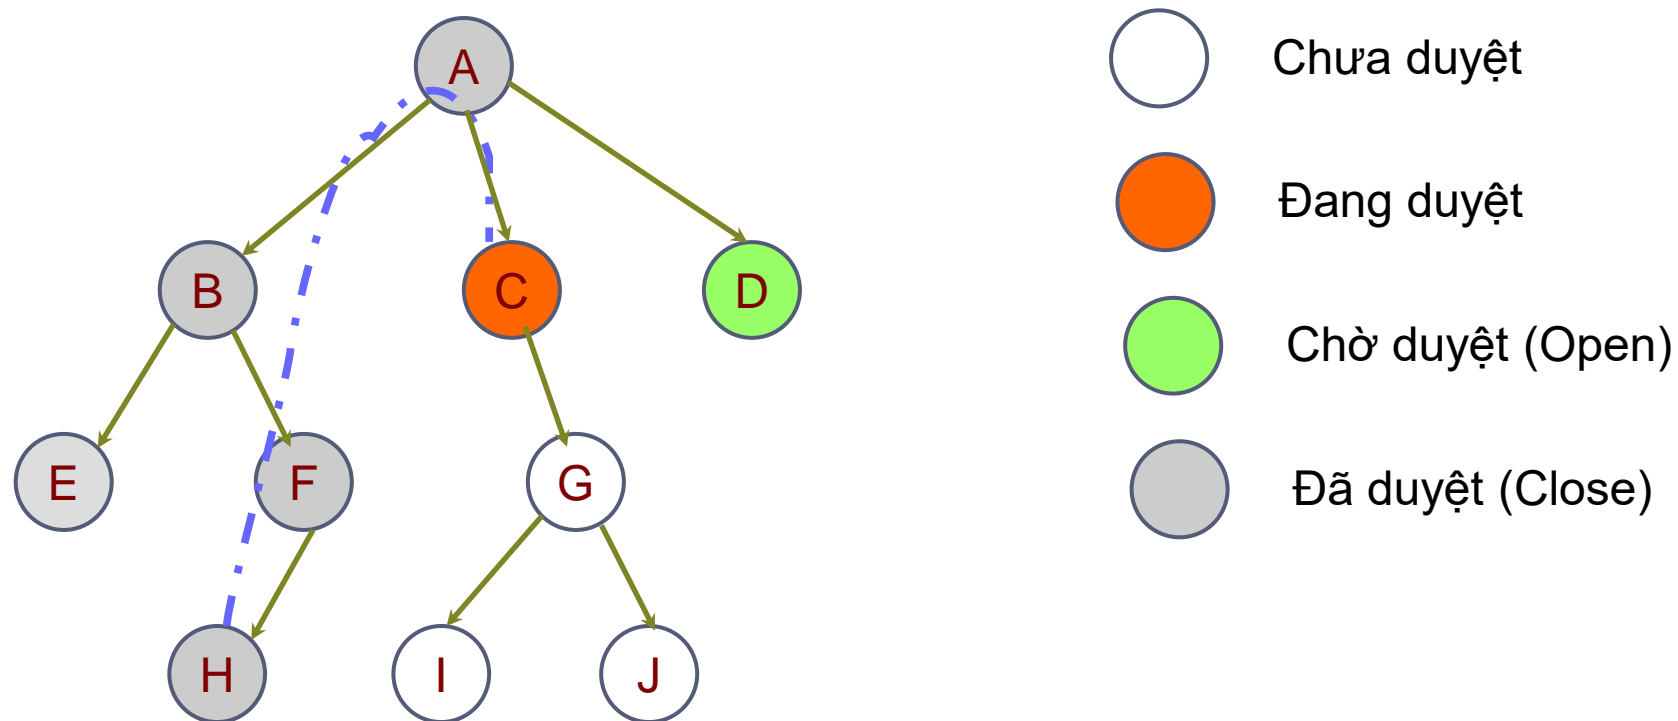 A
B
C
D
E
F
G
H
I
J
Chưa duyệt
Đang duyệt
Chờ duyệt (Open)
Đã duyệt (Close)